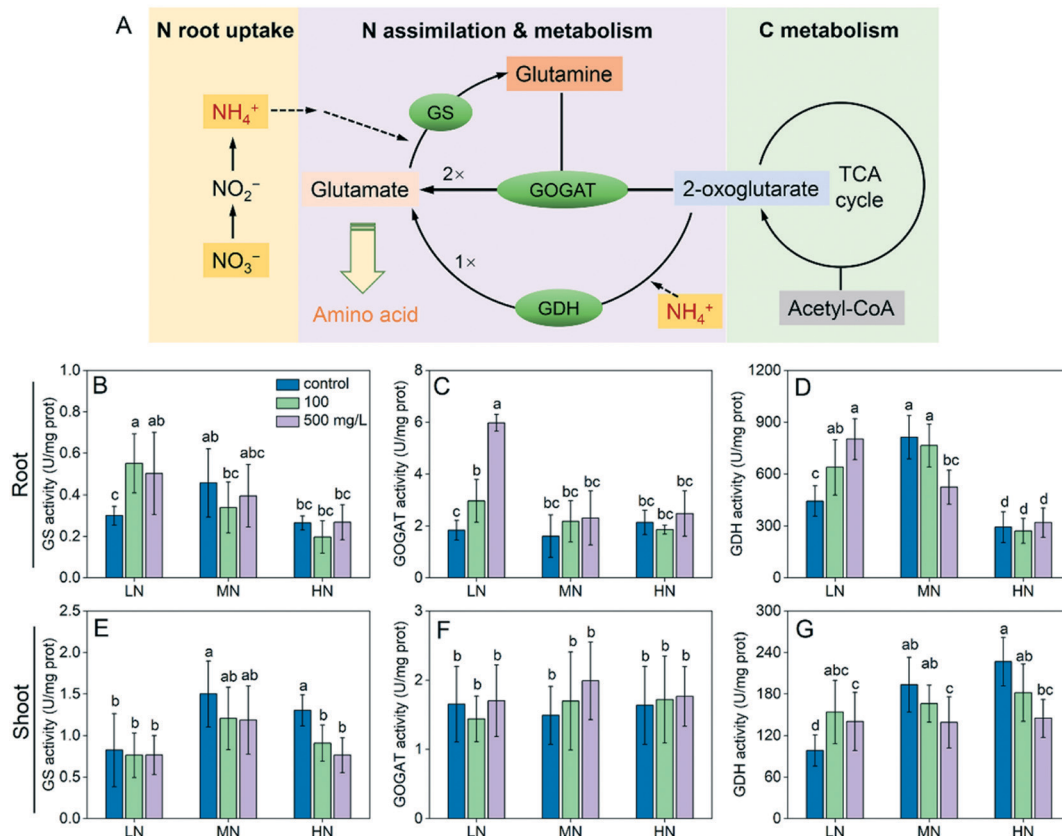 A
N root uptake
N assimilation & metabolism
C metabolism
Glutamine
GS
NH₄⁺
NO₂⁻
NO₃⁻
Glutamate
2×
GOGAT
2-oxoglutarate
TCA
cycle
1×
GDH
NH₄⁺
Amino acid
Acetyl-CoA
Root
B
control
100
500 mg/L
GS activity (U/mg prot)
1.0
0.8
0.6
0.4
0.2
0.0
c a ab
bc bc abc
bc bc bc
LN MN HN
C
GOGAT activity (U/mg prot)
8
6
4
2
0
c b a
bc bc bc
bc bc bc
LN MN HN
D
GDH activity (U/mg prot)
1200
900
600
300
0
c ab a
a a bc
d d d
LN MN HN
Shoot
E
GS activity (U/mg prot)
2.5
2.0
1.5
1.0
0.5
0.0
b b b
a ab ab
a b b
LN MN HN
F
GOGAT activity (U/mg prot)
3
2
1
0
b b b
b b b
b b b
LN MN HN
G
GDH activity (U/mg prot)
300
240
180
120
60
0
d abc c
ab ab c
a ab bc
LN MN HN